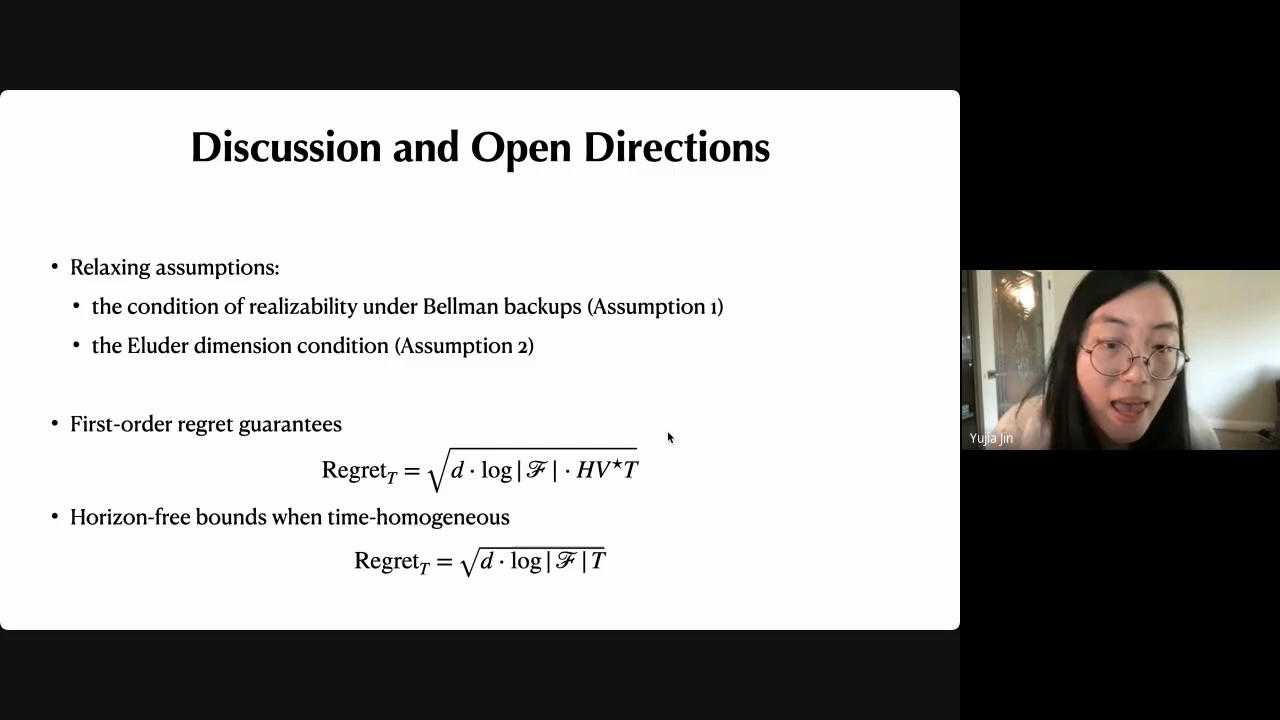 Discussion and Open Directions
• Relaxing assumptions:
• the condition of realizability under Bellman backups (Assumption 1)
• the Eluder dimension condition (Assumption 2)
• First-order regret guarantees
Regret_T = √(d · log|ℱ| · HV*T)
• Horizon-free bounds when time-homogeneous
Regret_T = √(d · log|ℱ|T)
Yujia Jin